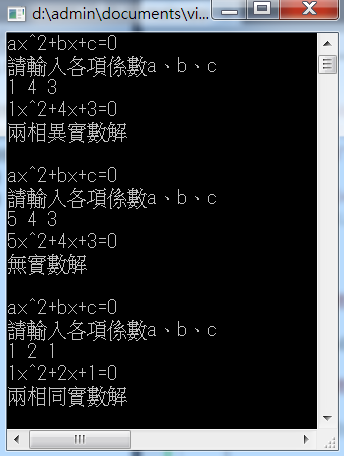 d:\admin\documents\vi...
ax^2+bx+c=0
請輸入各項係數a、b、c
1 4 3
1x^2+4x+3=0
兩相異實數解
ax^2+bx+c=0
請輸入各項係數a、b、c
5 4 3
5x^2+4x+3=0
無實數解
ax^2+bx+c=0
請輸入各項係數a、b、c
1 2 1
1x^2+2x+1=0
兩相同實數解